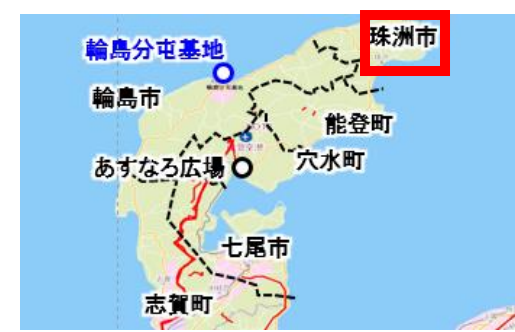 珠洲市
輪島分屯基地
輪島市
能登町
穴水町
あすなろ広場
七尾市
志賀町